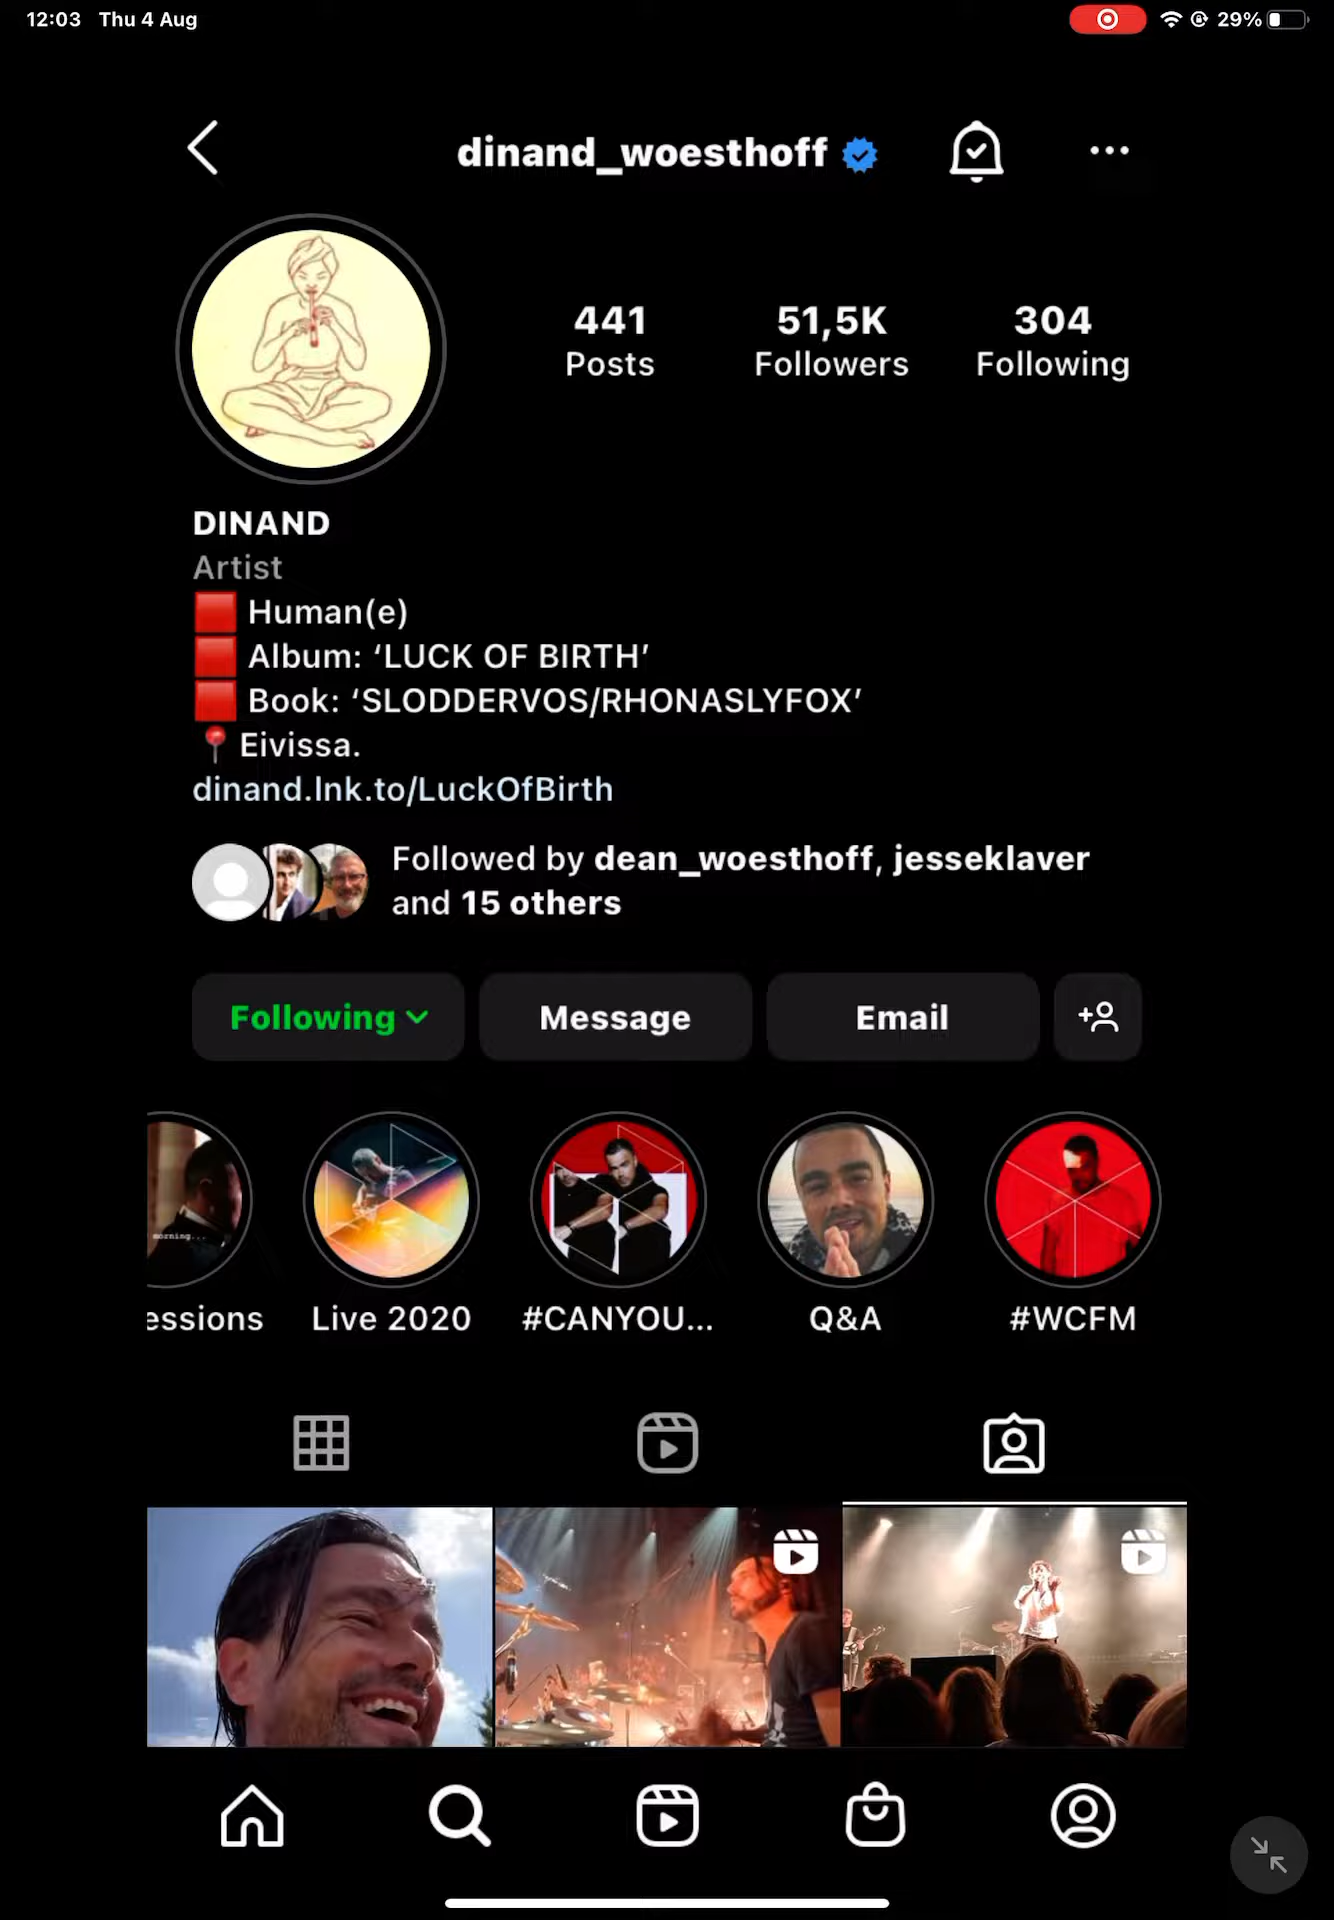 12:03 Thu 4 Aug 29%
dinand_woesthoff
441 51,5K 304
Posts Followers Following
DINAND
Artist
🟥 Human(e)
🟥 Album: ‘LUCK OF BIRTH’
🟥 Book: ‘SLODDERVOS/RHONASLYFOX’
📍 Eivissa.
dinand.lnk.to/LuckOfBirth
Followed by dean_woesthoff, jesseklaver
and 15 others
Following Message Email
morning...
essions Live 2020 #CANYOU... Q&A #WCFM